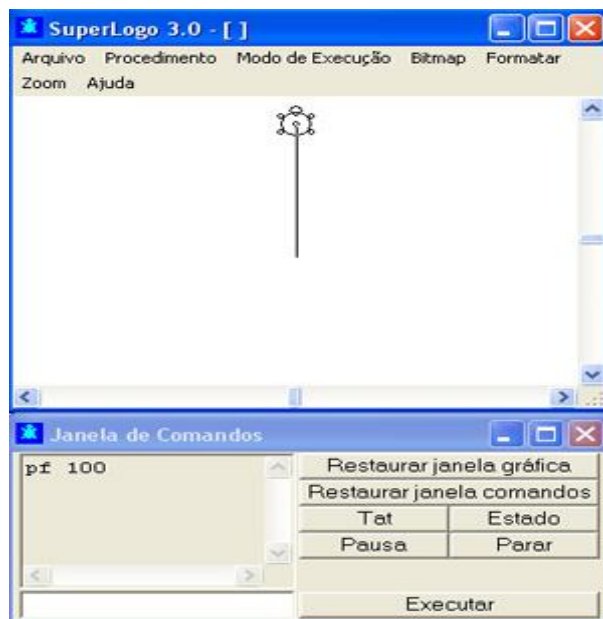 SuperLogo 3.0 - [ ]
Arquivo Procedimento Modo de Execução Bitmap Formatar
Zoom Ajuda
Janela de Comandos
pf 100
Restaurar janela gráfica
Restaurar janela comandos
Tat Estado
Pausa Parar
Executar